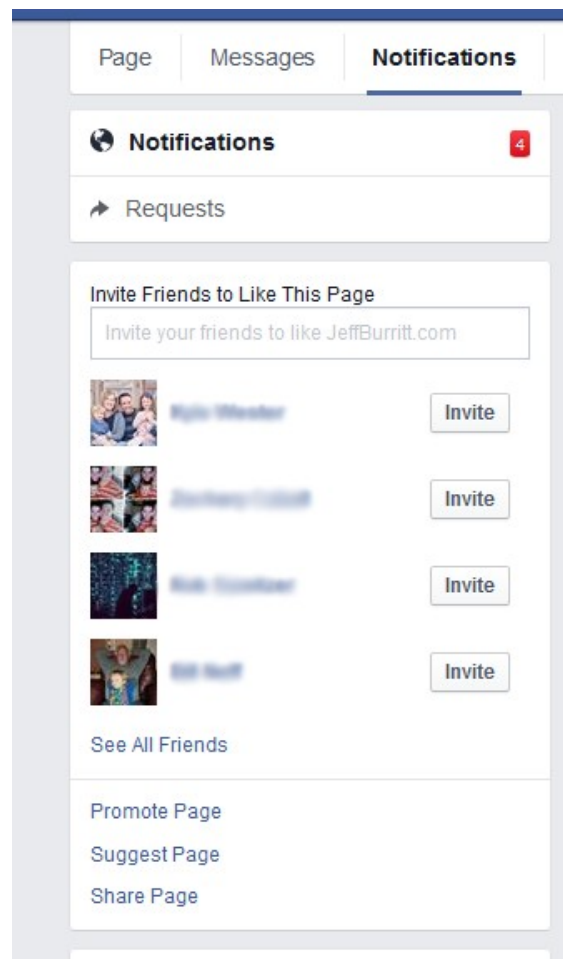 Page Messages Notifications
Notifications 4
Requests
Invite Friends to Like This Page
Invite your friends to like JeffBurritt.com
Invite
Invite
Invite
Invite
See All Friends
Promote Page
Suggest Page
Share Page